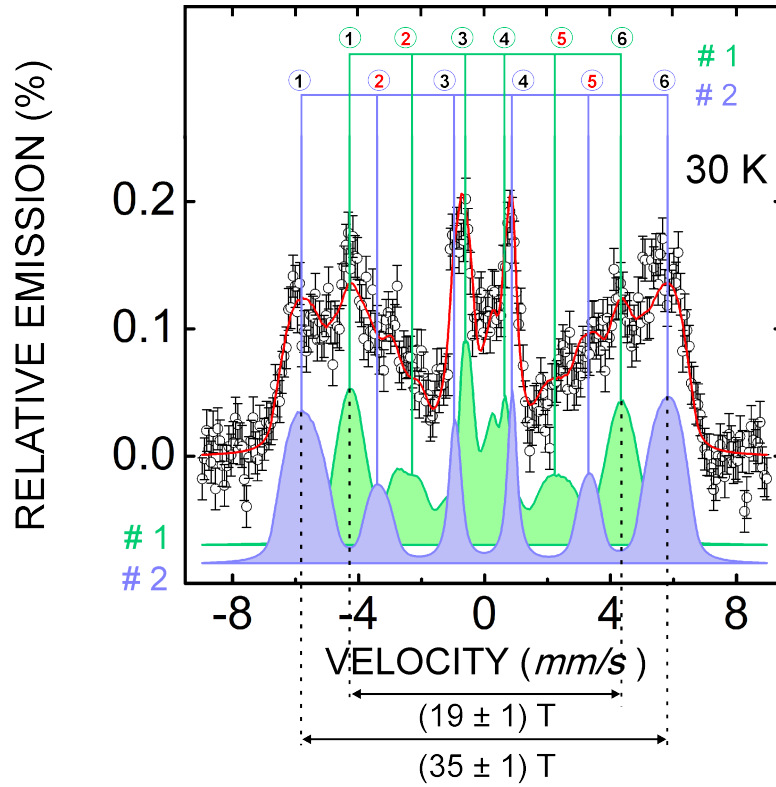 ① ② ③ ④ ⑤ ⑥
# 1
① ② ③ ④ ⑤ ⑥
# 2
30 K
RELATIVE EMISSION (%)
0.2
0.1
0.0
# 1
# 2
-8 -4 0 4 8
VELOCITY (mm/s )
(19 ± 1) T
(35 ± 1) T